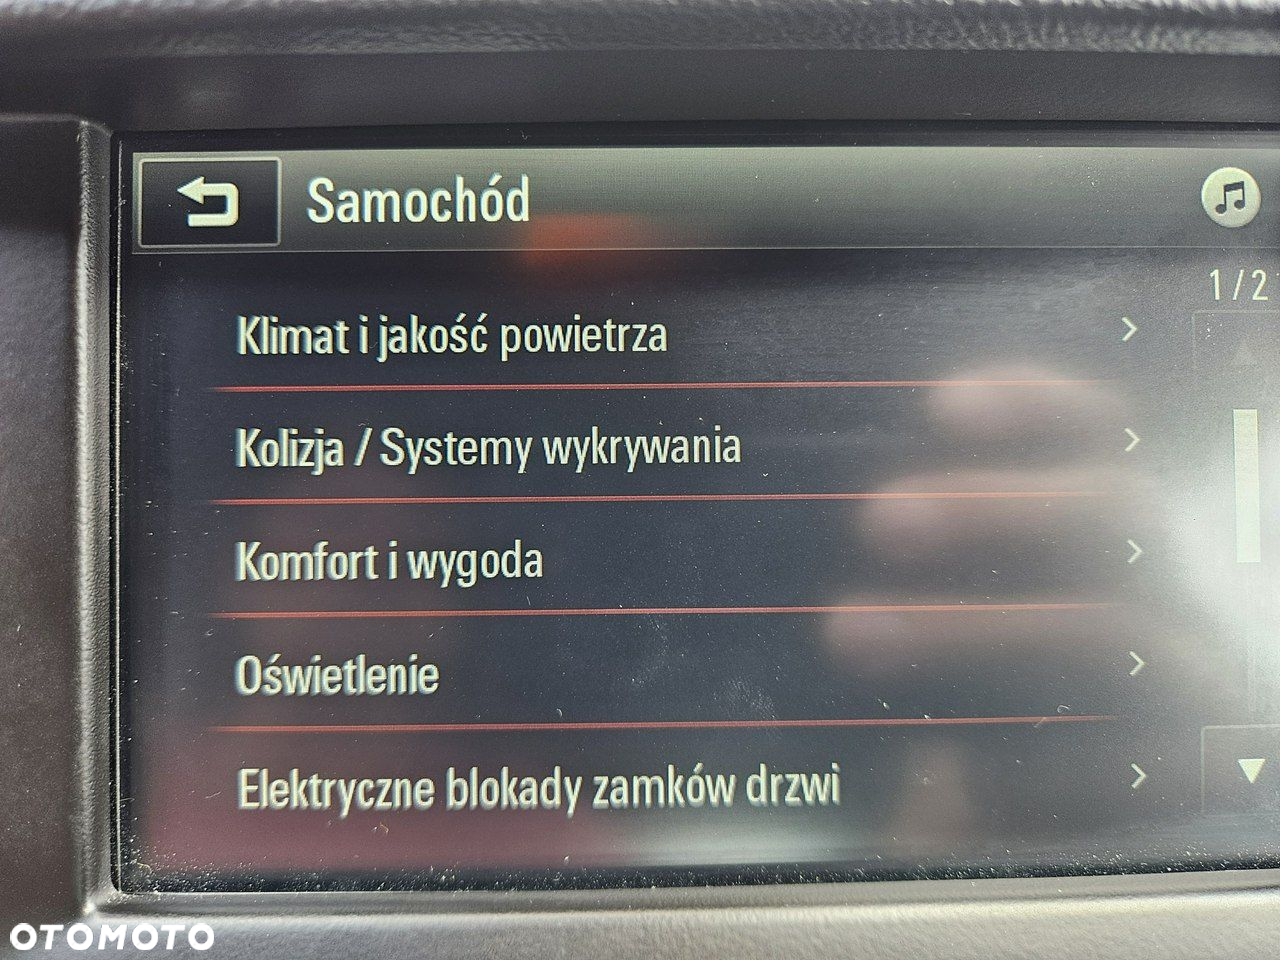 Samochód
1/2
Klimat i jakość powietrza
Kolizja / Systemy wykrywania
Komfort i wygoda
Oświetlenie
Elektryczne blokady zamków drzwi
OTOMOTO